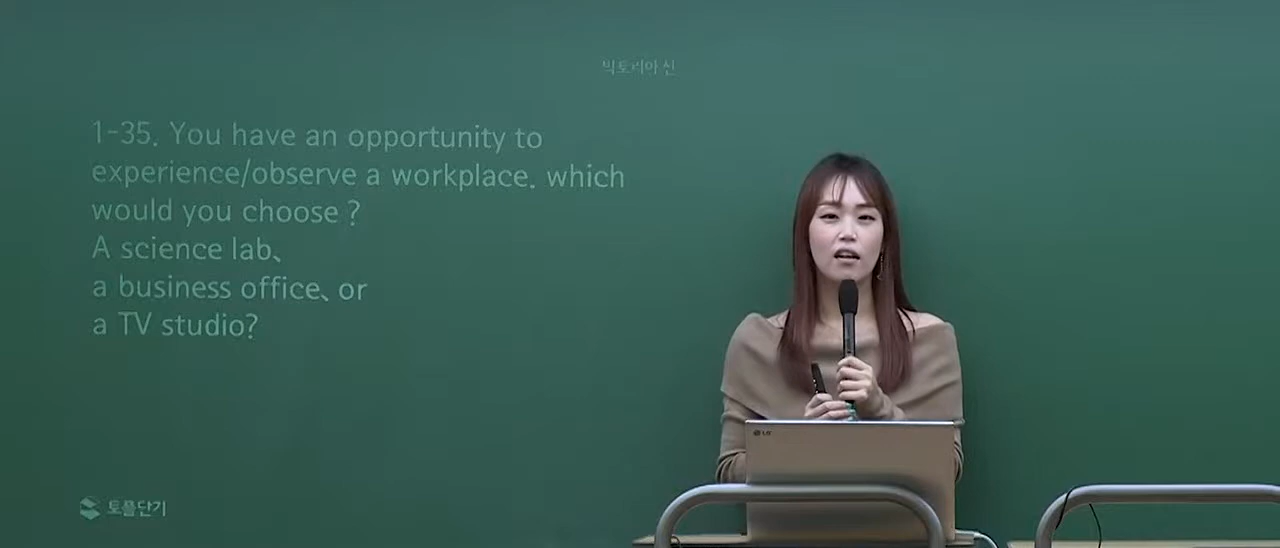 빅토리아 신
1-35. You have an opportunity to
experience/observe a workplace. which
would you choose ?
A science lab、
a business office、or
a TV studio?
LG
토플단기